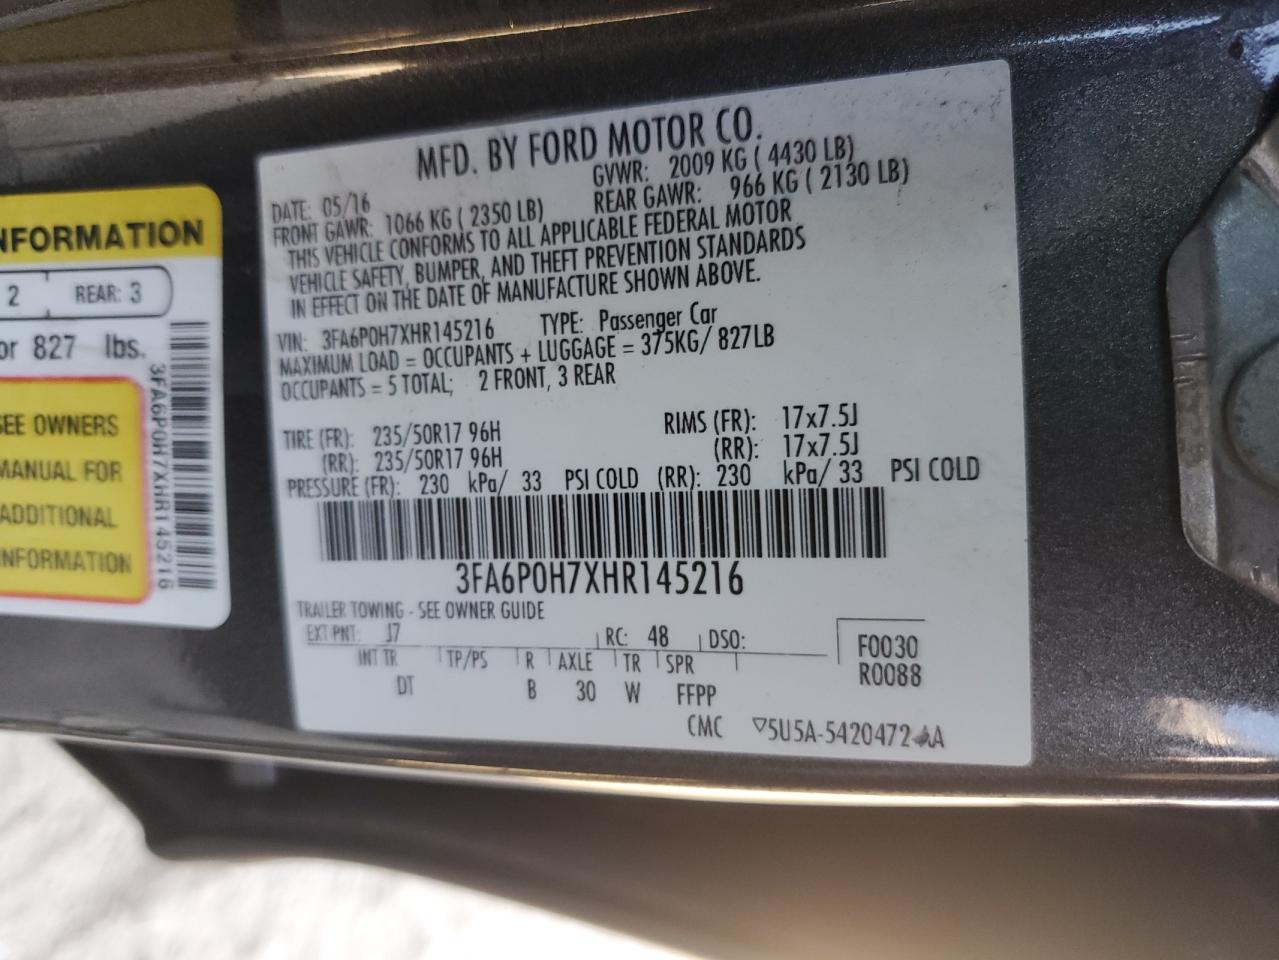 MFD. BY FORD MOTOR CO.
DATE: 05/16 GVWR: 2009 KG ( 4430 LB)
FRONT GAWR: 1066 KG ( 2350 LB) REAR GAWR: 966 KG ( 2130 LB)
THIS VEHICLE CONFORMS TO ALL APPLICABLE FEDERAL MOTOR
VEHICLE SAFETY, BUMPER, AND THEFT PREVENTION STANDARDS
IN EFFECT ON THE DATE OF MANUFACTURE SHOWN ABOVE.
VIN: 3FA6P0H7XHR145216 TYPE: Passenger Car
MAXIMUM LOAD = OCCUPANTS + LUGGAGE = 375KG/ 827LB
OCCUPANTS = 5 TOTAL; 2 FRONT, 3 REAR
TIRE (FR): 235/50R17 96H RIMS (FR): 17x7.5J
(RR): 235/50R17 96H (RR): 17x7.5J
PRESSURE (FR): 230 kPa/ 33 PSI COLD (RR): 230 kPa/ 33 PSI COLD
3FA6P0H7XHR145216
TRAILER TOWING - SEE OWNER GUIDE
EXT PNT: J7 RC: 48 DSO:
INT TR TP/PS R AXLE TR SPR
DT B 30 W FFPP
F0030
R0088
CMC ▽5U5A-5420472-AA
NFORMATION
2 REAR: 3
or 827 lbs.
SEE OWNERS
MANUAL FOR
ADDITIONAL
INFORMATION
3FA6P0H7XHR145216